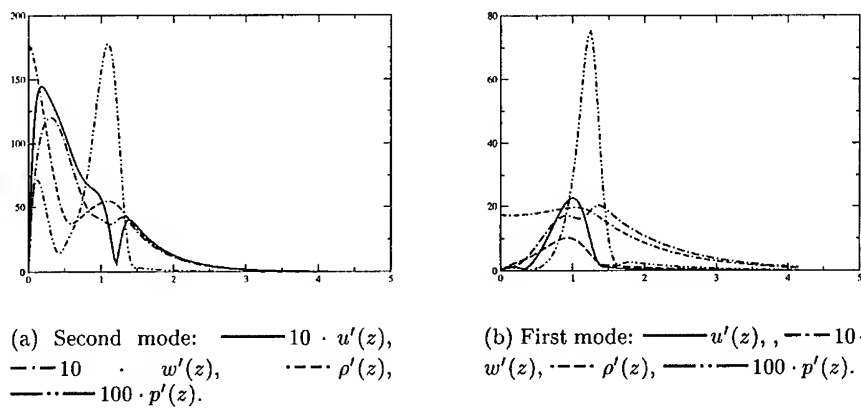 200
150
100
50
0
0 1 2 3 4 5
80
60
40
20
0
0 1 2 3 4 5
(a) Second mode: 10 · u′(z),
10 · w′(z), ρ′(z),
100 · p′(z).
(b) First mode: u′(z), , 10·
w′(z), ρ′(z), 100 · p′(z).